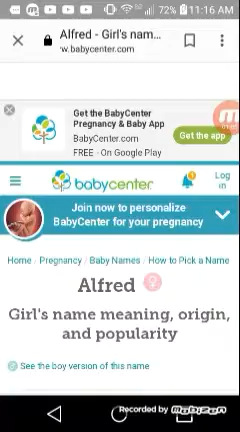 72% 11:16 AM
Alfred - Girl's nam...
w.babycenter.com
Get the BabyCenter
Pregnancy & Baby App
BabyCenter.com
FREE - On Google Play
Get the app
babycenter
Log
in
Join now to personalize
BabyCenter for your pregnancy
Home / Pregnancy / Baby Names / How to Pick a Name
Alfred
Girl's name meaning, origin,
and popularity
See the boy version of this name
Recorded by Mobizen